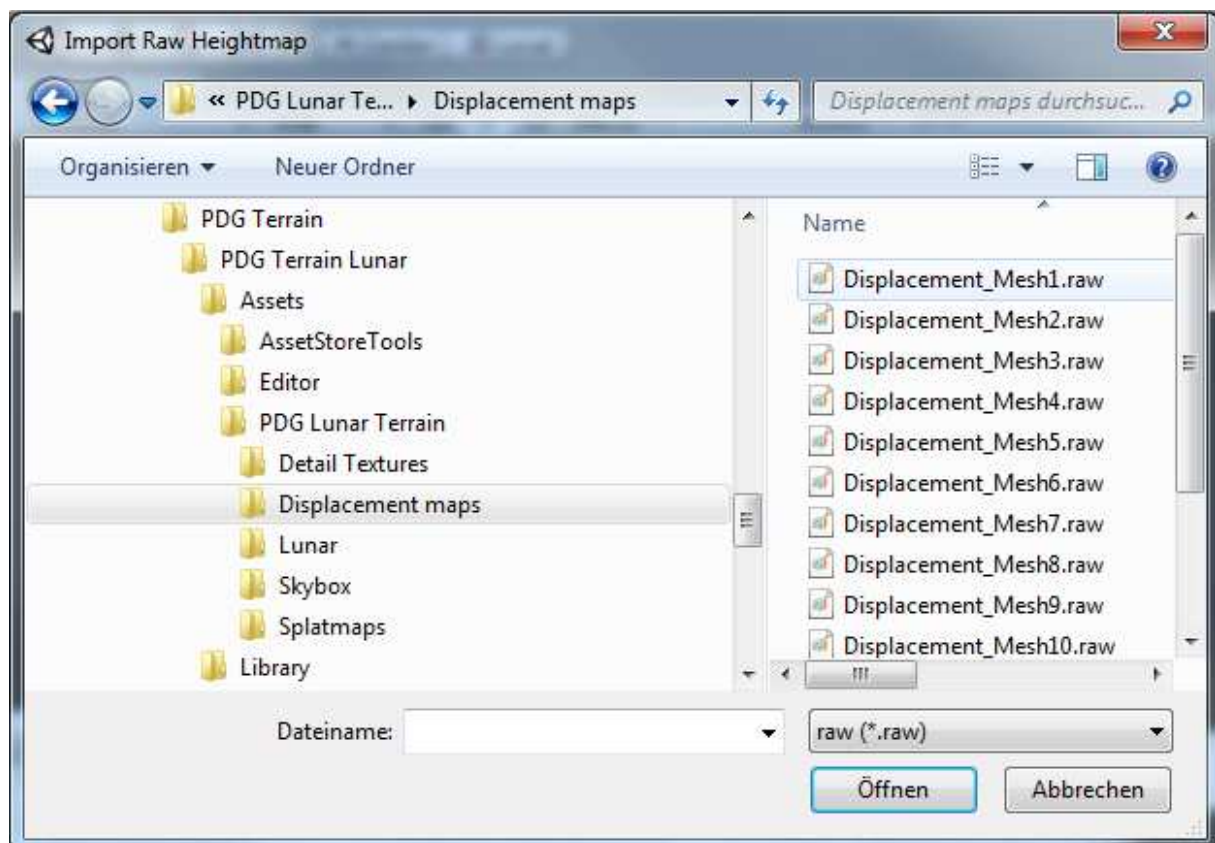 Import Raw Heightmap
« PDG Lunar Te... ▸ Displacement maps
Displacement maps durchsuc...
Organisieren
Neuer Ordner
PDG Terrain
PDG Terrain Lunar
Assets
AssetStoreTools
Editor
PDG Lunar Terrain
Detail Textures
Displacement maps
Lunar
Skybox
Splatmaps
Library
Name
Displacement_Mesh1.raw
Displacement_Mesh2.raw
Displacement_Mesh3.raw
Displacement_Mesh4.raw
Displacement_Mesh5.raw
Displacement_Mesh6.raw
Displacement_Mesh7.raw
Displacement_Mesh8.raw
Displacement_Mesh9.raw
Displacement_Mesh10.raw
Dateiname:
raw (*.raw)
Öffnen
Abbrechen